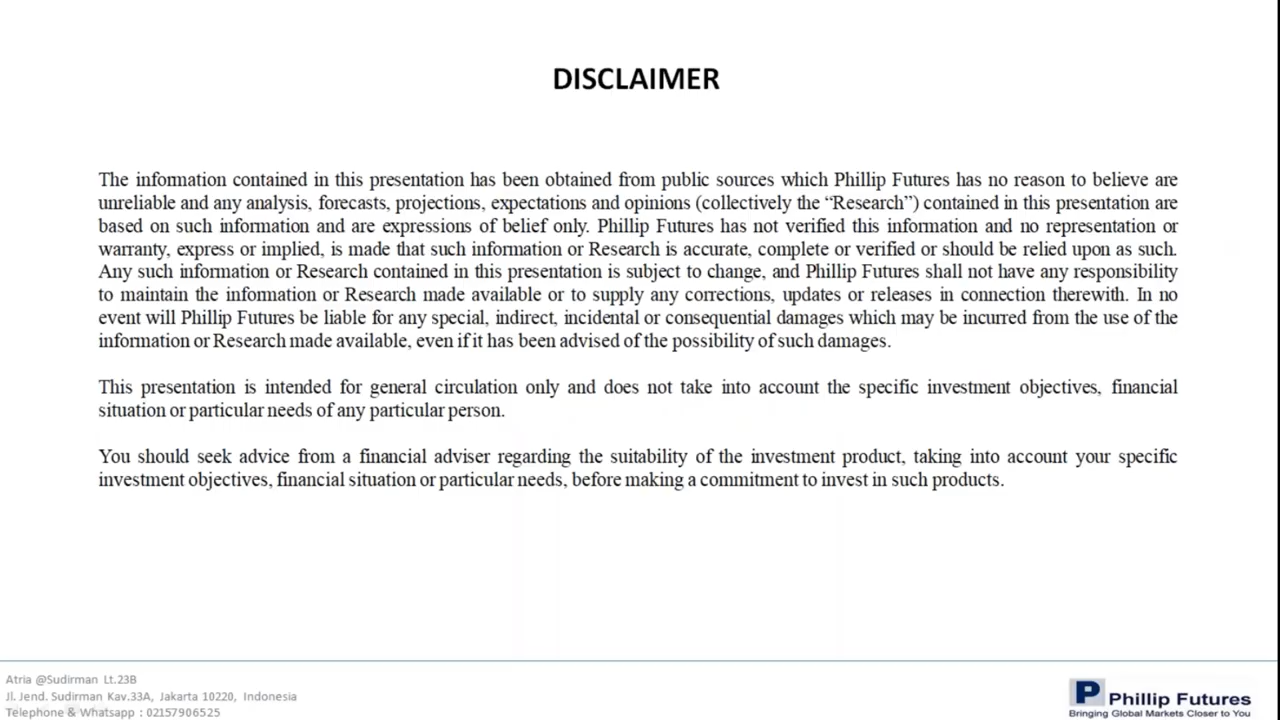 DISCLAIMER
The information contained in this presentation has been obtained from public sources which Phillip Futures has no reason to believe are
unreliable and any analysis, forecasts, projections, expectations and opinions (collectively the “Research”) contained in this presentation are
based on such information and are expressions of belief only. Phillip Futures has not verified this information and no representation or
warranty, express or implied, is made that such information or Research is accurate, complete or verified or should be relied upon as such.
Any such information or Research contained in this presentation is subject to change, and Phillip Futures shall not have any responsibility
to maintain the information or Research made available or to supply any corrections, updates or releases in connection therewith. In no
event will Phillip Futures be liable for any special, indirect, incidental or consequential damages which may be incurred from the use of the
information or Research made available, even if it has been advised of the possibility of such damages.
This presentation is intended for general circulation only and does not take into account the specific investment objectives, financial
situation or particular needs of any particular person.
You should seek advice from a financial adviser regarding the suitability of the investment product, taking into account your specific
investment objectives, financial situation or particular needs, before making a commitment to invest in such products.
Atria @Sudirman Lt.23B
Jl. Jend. Sudirman Kav.33A, Jakarta 10220, Indonesia
Telephone & Whatsapp : 02157906525
P Phillip Futures
Bringing Global Markets Closer to You